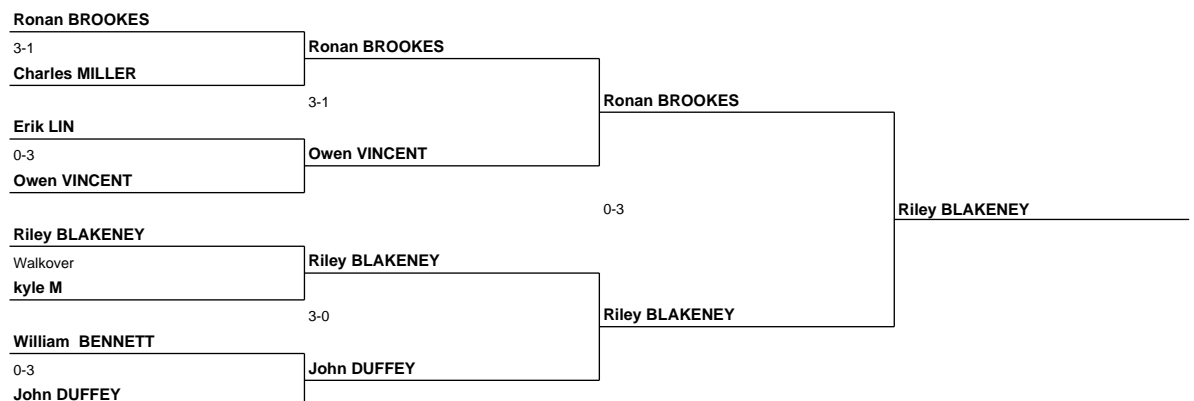 Ronan BROOKES
3-1
Charles MILLER
Ronan BROOKES
3-1
Erik LIN
0-3
Owen VINCENT
Owen VINCENT
Ronan BROOKES
0-3
Riley BLAKENEY
Riley BLAKENEY
Walkover
kyle M
Riley BLAKENEY
3-0
Riley BLAKENEY
William  BENNETT
0-3
John DUFFEY
John DUFFEY